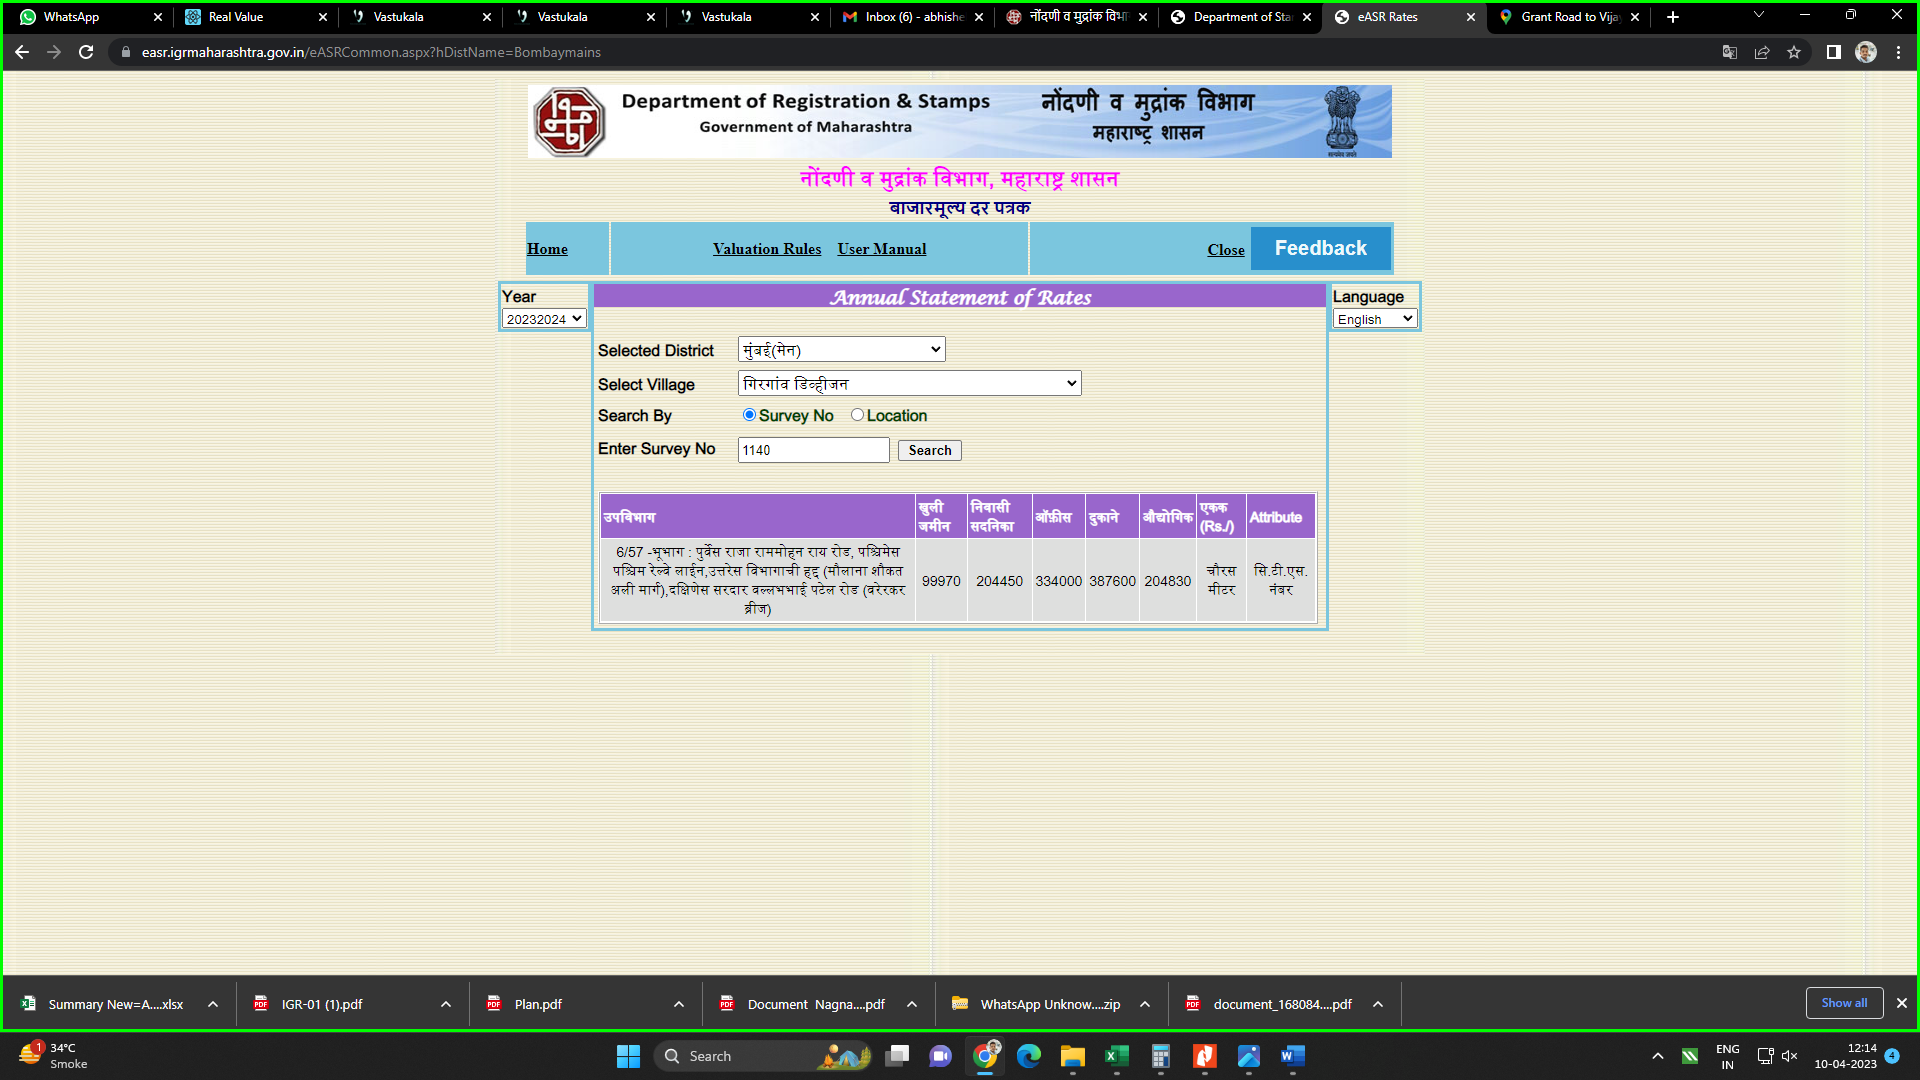 WhatsApp
Real Value
Vastukala
Vastukala
Vastukala
Inbox (6) - abhishe
नोंदणी व मुद्रांक विभा
Department of Sta
eASR Rates
Grant Road to Vija
easr.igrmaharashtra.gov.in/eASRCommon.aspx?hDistName=Bombaymains
Department of Registration & Stamps
Government of Maharashtra
नोंदणी व मुद्रांक विभाग
महाराष्ट्र शासन
नोंदणी व मुद्रांक विभाग, महाराष्ट्र शासन
बाजारमूल्य दर पत्रक
Home
Valuation Rules
User Manual
Close
Feedback
Year
20232024
Annual Statement of Rates
Language
English
Selected District
मुंबई(मेन)
Select Village
गिरगांव डिव्हीजन
Search By
Survey No
Location
Enter Survey No
1140
Search
उपविभाग
खुली
जमीन
निवासी
सदनिका
ऑफ़ीस
दुकाने
औद्योगिक
एकक
(Rs./)
Attribute
6/57 -भूभाग : पुर्वेस राजा राममोहन राय रोड, पश्चिमेस
पश्चिम रेल्वे लाईन,उत्तरेस विभागाची हद्द (मौलाना शौकत
अली मार्ग),दक्षिणेस सरदार वल्लभभाई पटेल रोड (वरेरकर
ब्रीज)
99970
204450
334000
387600
204830
चौरस
मीटर
सि.टी.एस.
नंबर
Summary New=A....xlsx
IGR-01 (1).pdf
Plan.pdf
Document Nagna....pdf
WhatsApp Unknow....zip
document_168084....pdf
Show all
1
34°C
Smoke
Search
ENG
IN
12:14
10-04-2023
4